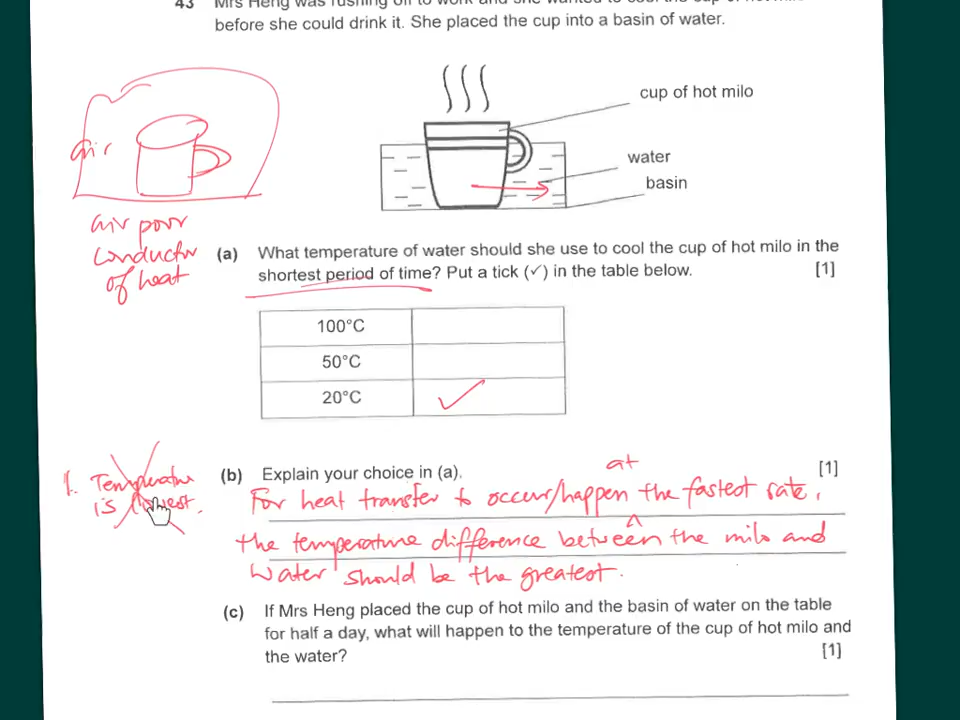 43 Mrs Heng was rushing off to work and she wanted to cool the cup of hot milo
before she could drink it. She placed the cup into a basin of water.
cup of hot milo
water
basin
air
air poor
conductor
of heat
(a) What temperature of water should she use to cool the cup of hot milo in the
shortest period of time? Put a tick (✓) in the table below. [1]
100°C
50°C
20°C ✓
(b) Explain your choice in (a). [1]
1. Temperature
is
at
For heat transfer to occur/happen ^ the fastest rate,
the temperature difference between the milo and
water should be the greatest.
(c) If Mrs Heng placed the cup of hot milo and the basin of water on the table
for half a day, what will happen to the temperature of the cup of hot milo and
the water? [1]